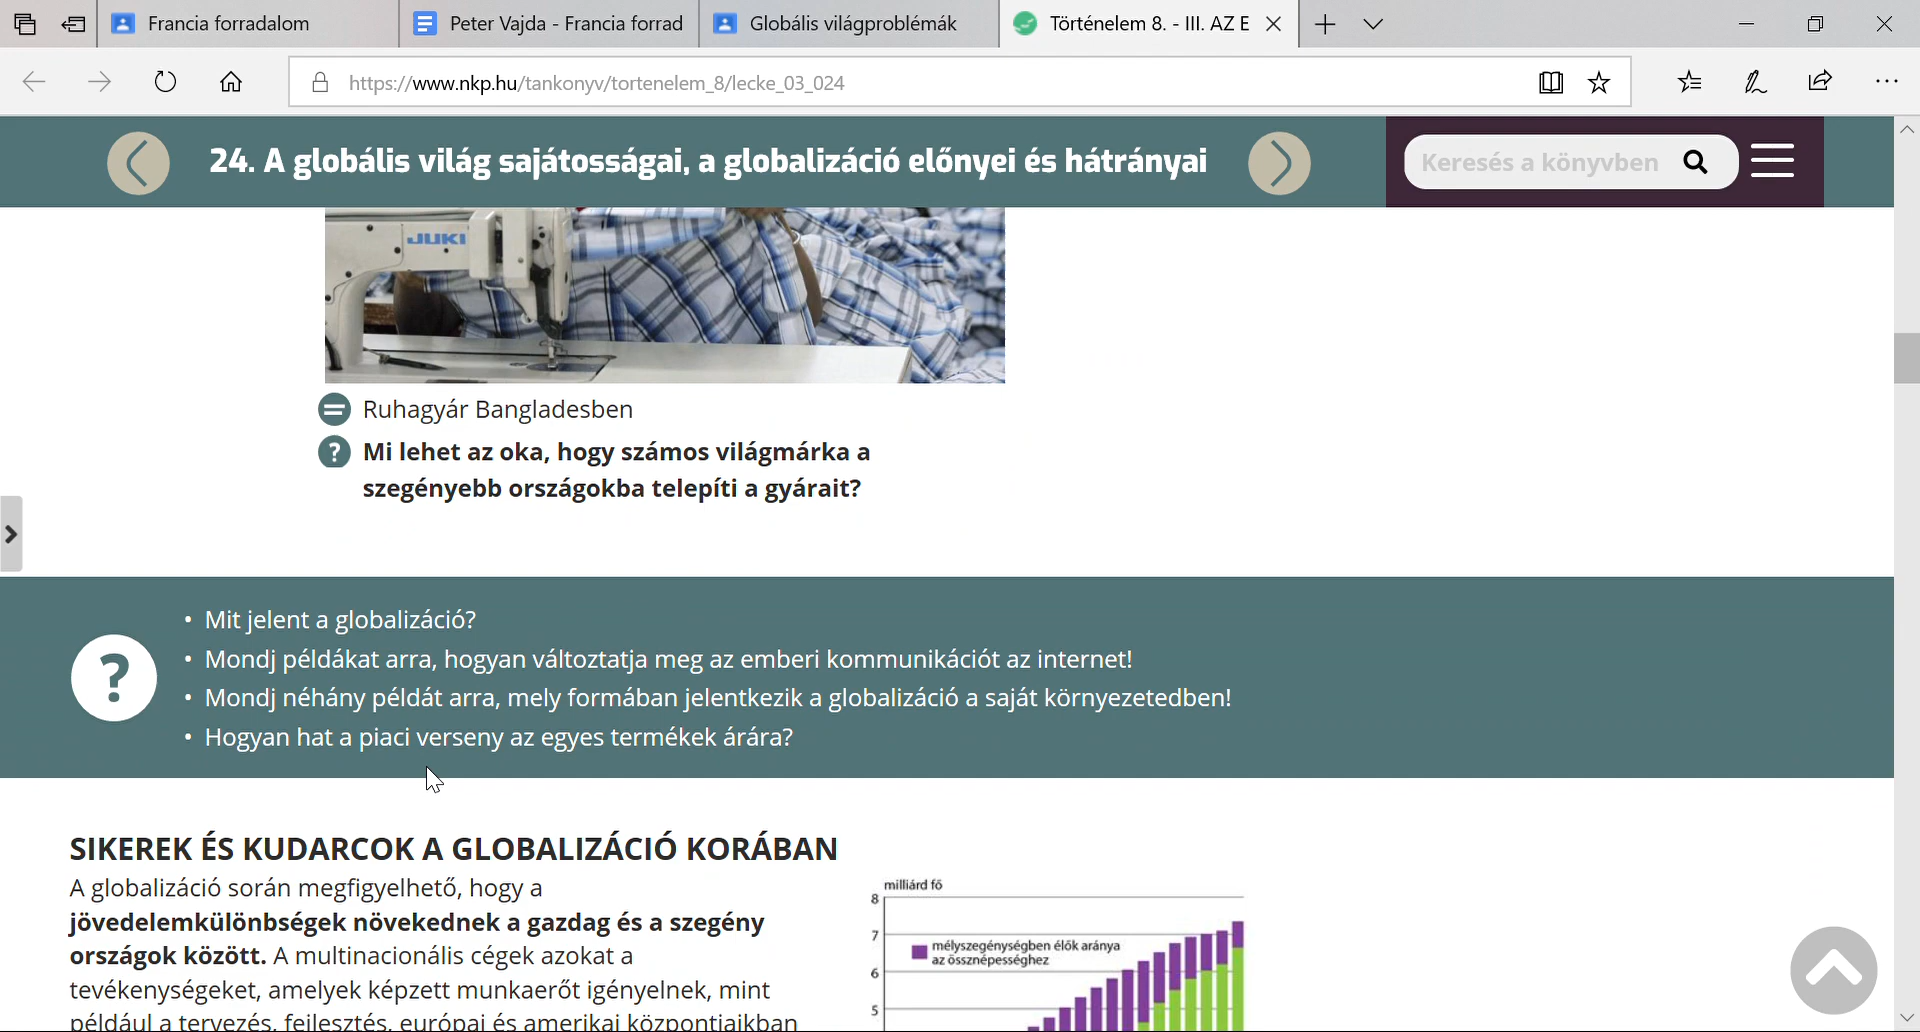 Francia forradalom
Peter Vajda - Francia forrad
Globális világproblémák
Történelem 8. - III. AZ E
https://www.nkp.hu/tankonyv/tortenelem_8/lecke_03_024
24. A globális világ sajátosságai, a globalizáció előnyei és hátrányai
Keresés a könyvben
JUKI
Ruhagyár Bangladesben
Mi lehet az oka, hogy számos világmárka a
szegényebb országokba telepíti a gyárait?
• Mit jelent a globalizáció?
• Mondj példákat arra, hogyan változtatja meg az emberi kommunikációt az internet!
• Mondj néhány példát arra, mely formában jelentkezik a globalizáció a saját környezetedben!
• Hogyan hat a piaci verseny az egyes termékek árára?
SIKEREK ÉS KUDARCOK A GLOBALIZÁCIÓ KORÁBAN
A globalizáció során megfigyelhető, hogy a
jövedelemkülönbségek növekednek a gazdag és a szegény
országok között. A multinacionális cégek azokat a
tevékenységeket, amelyek képzett munkaerőt igényelnek, mint
például a tervezés, fejlesztés, európai és amerikai központjaikban
milliárd fő
8
7
mélyszegénységben élők aránya
az össznépességhez
6
5